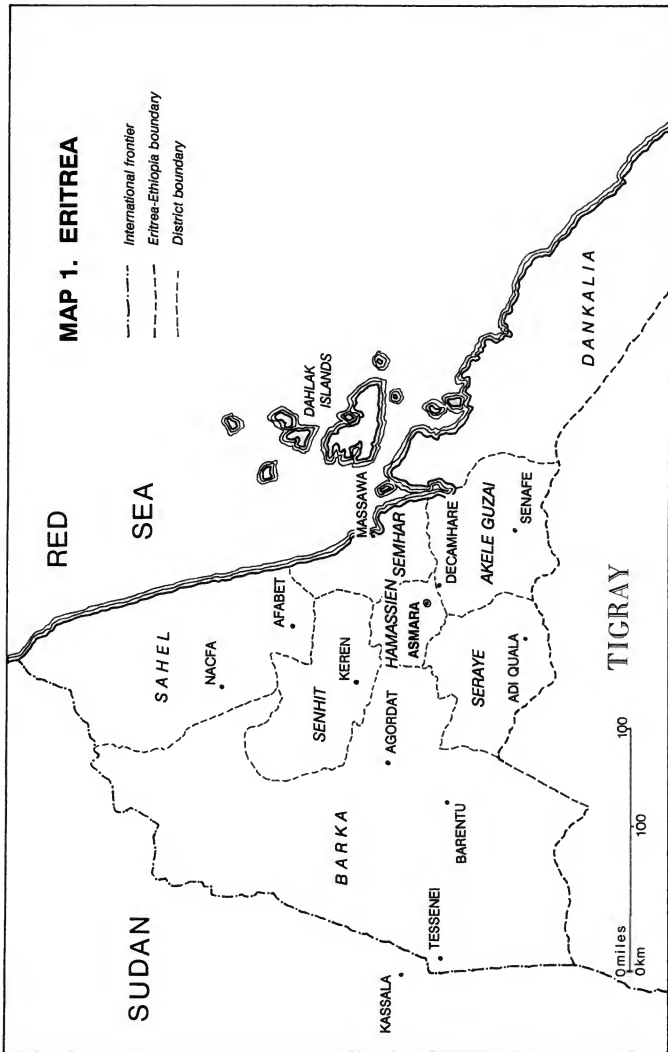 MAP 1. ERITREA
International frontier
Eritrea-Ethiopia boundary
District boundary
RED
SEA
SUDAN
SAHEL
NACFA
AFABET
DAHLAK
ISLANDS
MASSAWA
SENHIT
KEREN
HAMASSIEN
SEMHAR
BARKA
AGORDAT
ASMARA
DECAMHARE
KASSALA
TESSENEI
BARENTU
SERAYE
ADI QUALA
AKELE GUZAI
SENAFE
DANKALIA
TIGRAY
0 miles 100
0 km 100